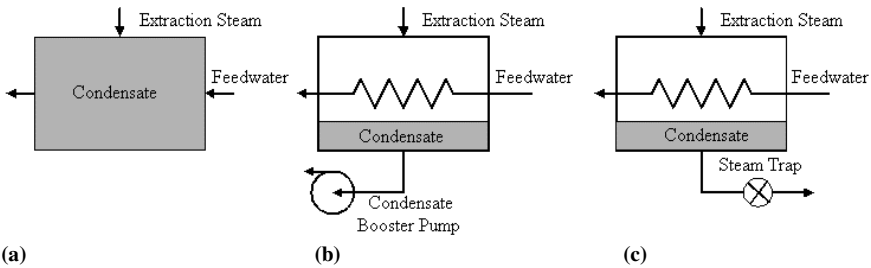 Extraction Steam
Feedwater
Condensate
(a)
Extraction Steam
Feedwater
Condensate
Condensate
Booster Pump
(b)
Extraction Steam
Feedwater
Condensate
Steam Trap
(c)